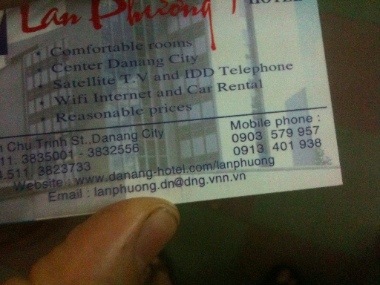 Lan Phương
HOTEL
• Comfortable rooms
• Center Danang City
• Satellite T.V and IDD Telephone
• Wifi Internet and Car Rental
• Reasonable prices
Chu Trinh St., Danang City
11. 3835001 - 3832556
.511. 3823733
Mobile phone :
0903 579 957
0913 401 938
Website : www.danang-hotel.com/lanphuong
Email : lanphuong.dn@dng.vnn.vn